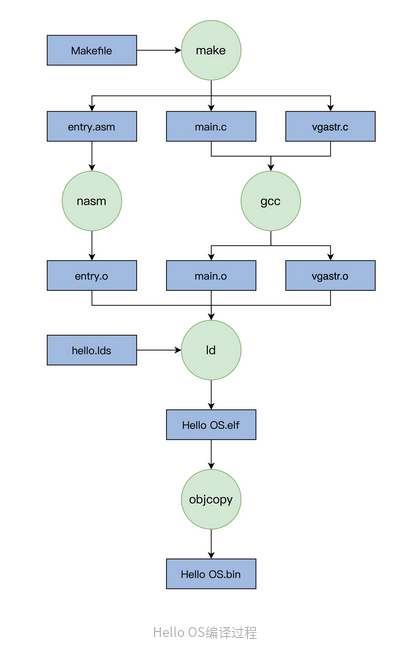 Makefile
make
entry.asm
main.c
vgastr.c
nasm
gcc
entry.o
main.o
vgastr.o
hello.lds
ld
Hello OS.elf
objcopy
Hello OS.bin
Hello OS编译过程